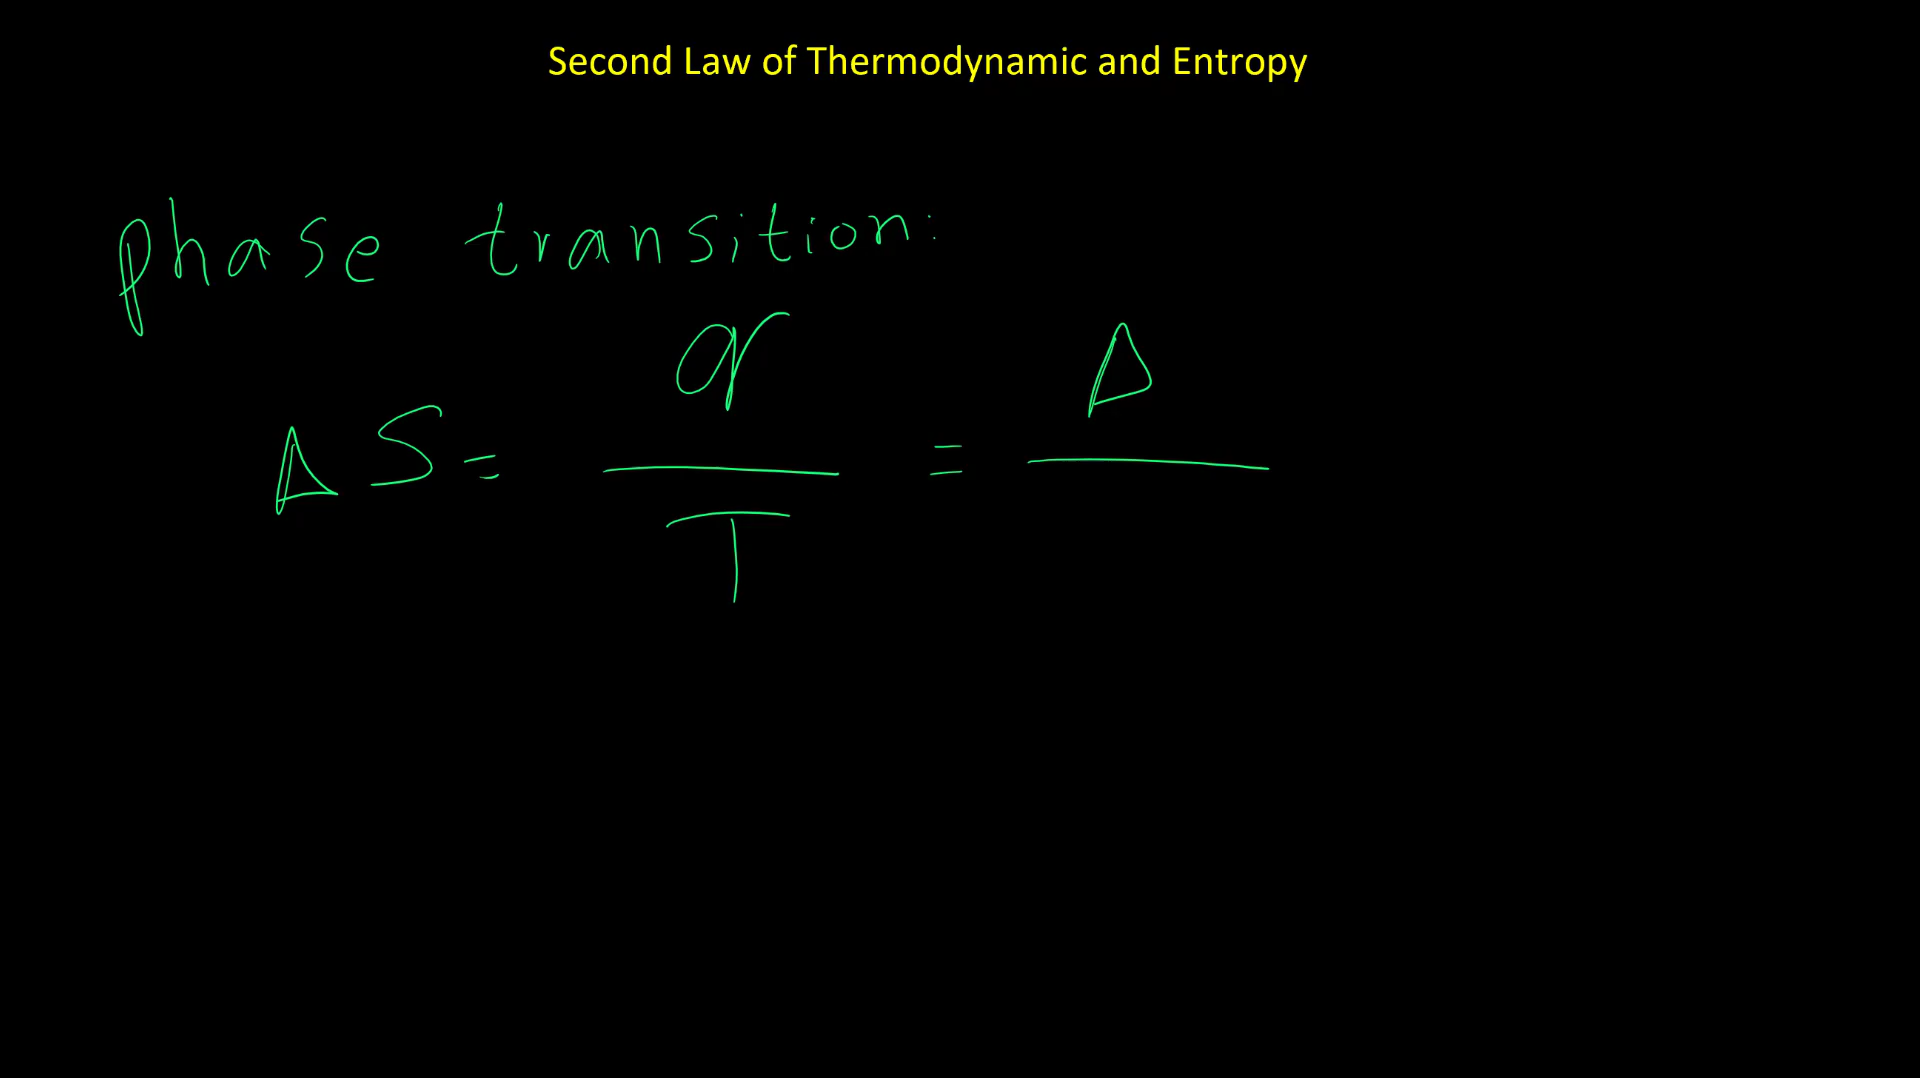 Second Law of Thermodynamic and Entropy
phase transition:
ΔS = q/T = Δ/